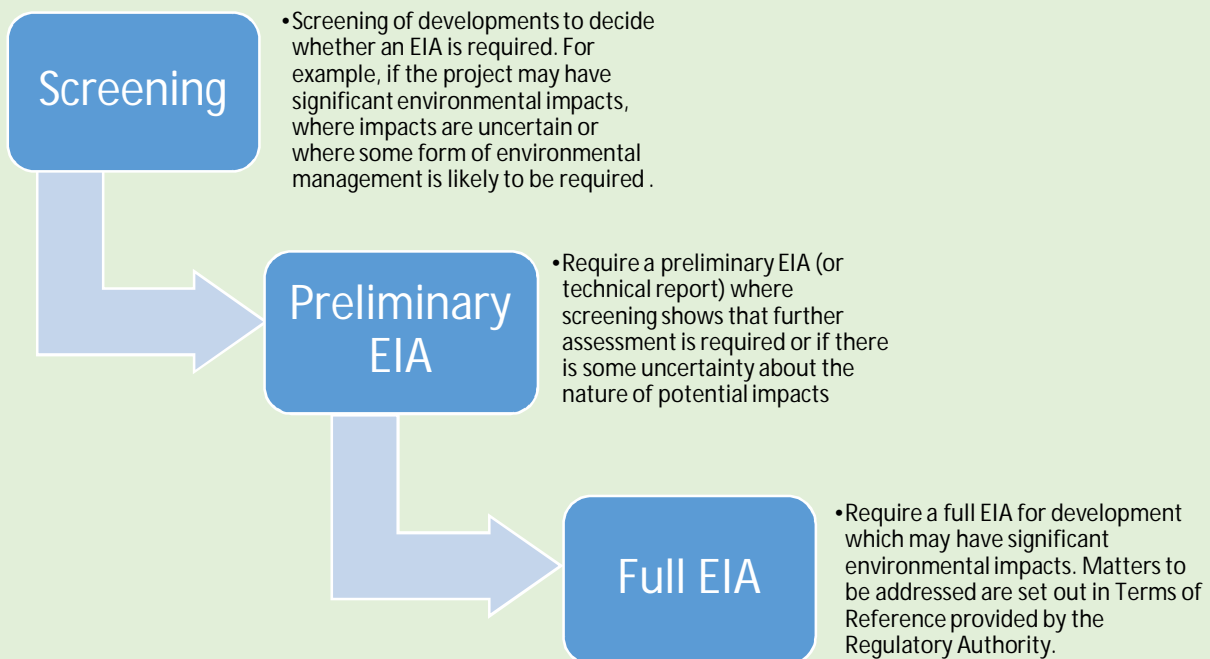 Screening
•Screening of developments to decide
whether an EIA is required. For
example, if the project may have
significant environmental impacts,
where impacts are uncertain or
where some form of environmental
management is likely to be required .
Preliminary
EIA
•Require a preliminary EIA (or
technical report) where
screening shows that further
assessment is required or if there
is some uncertainty about the
nature of potential impacts
Full EIA
•Require a full EIA for development
which may have significant
environmental impacts. Matters to
be addressed are set out in Terms of
Reference provided by the
Regulatory Authority.